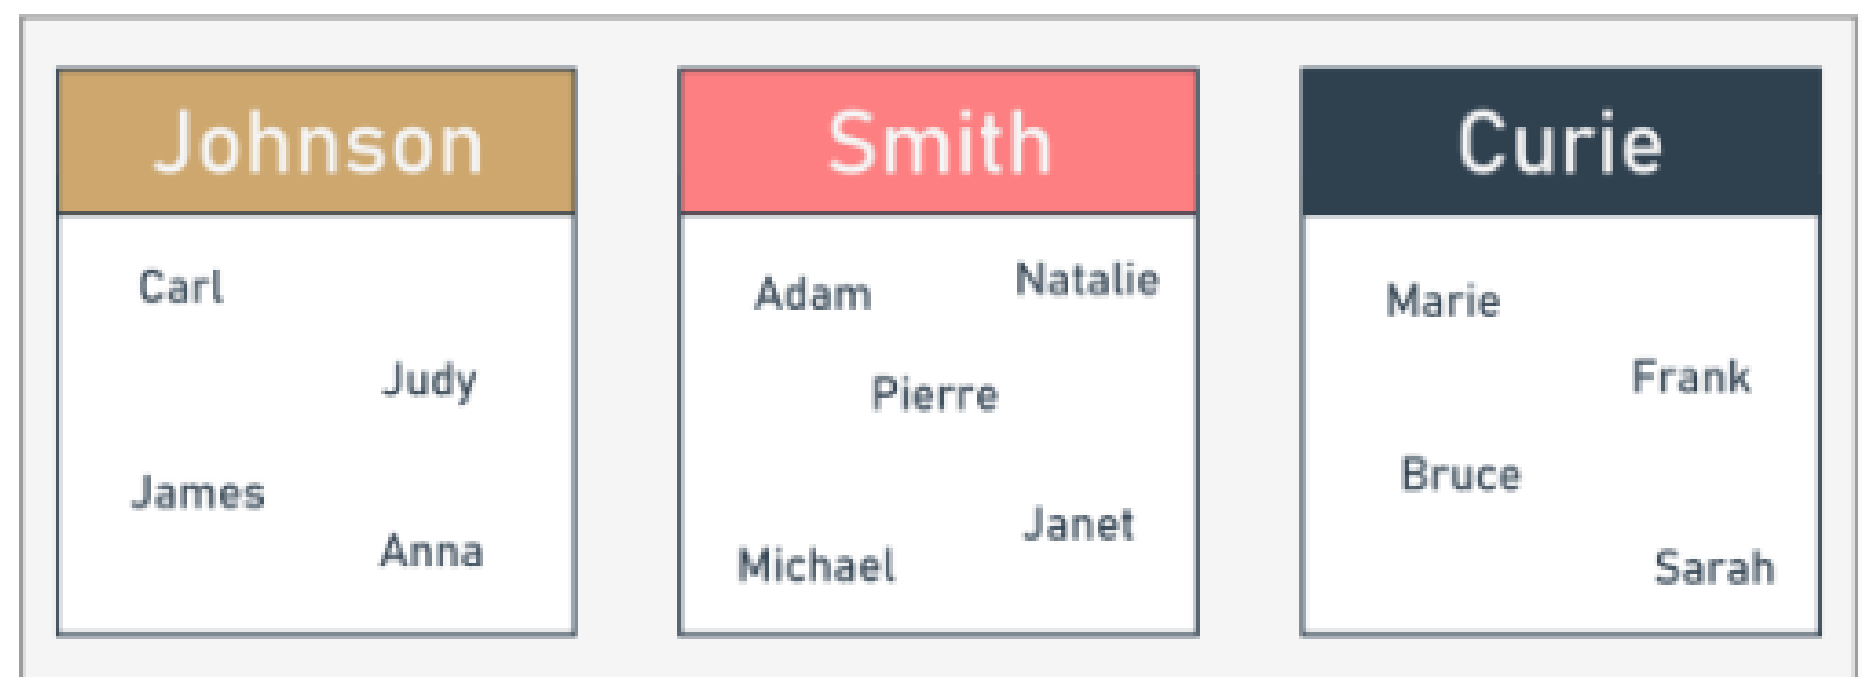 Johnson
Carl
Judy
James
Anna
Smith
Adam
Natalie
Pierre
Janet
Michael
Curie
Marie
Frank
Bruce
Sarah